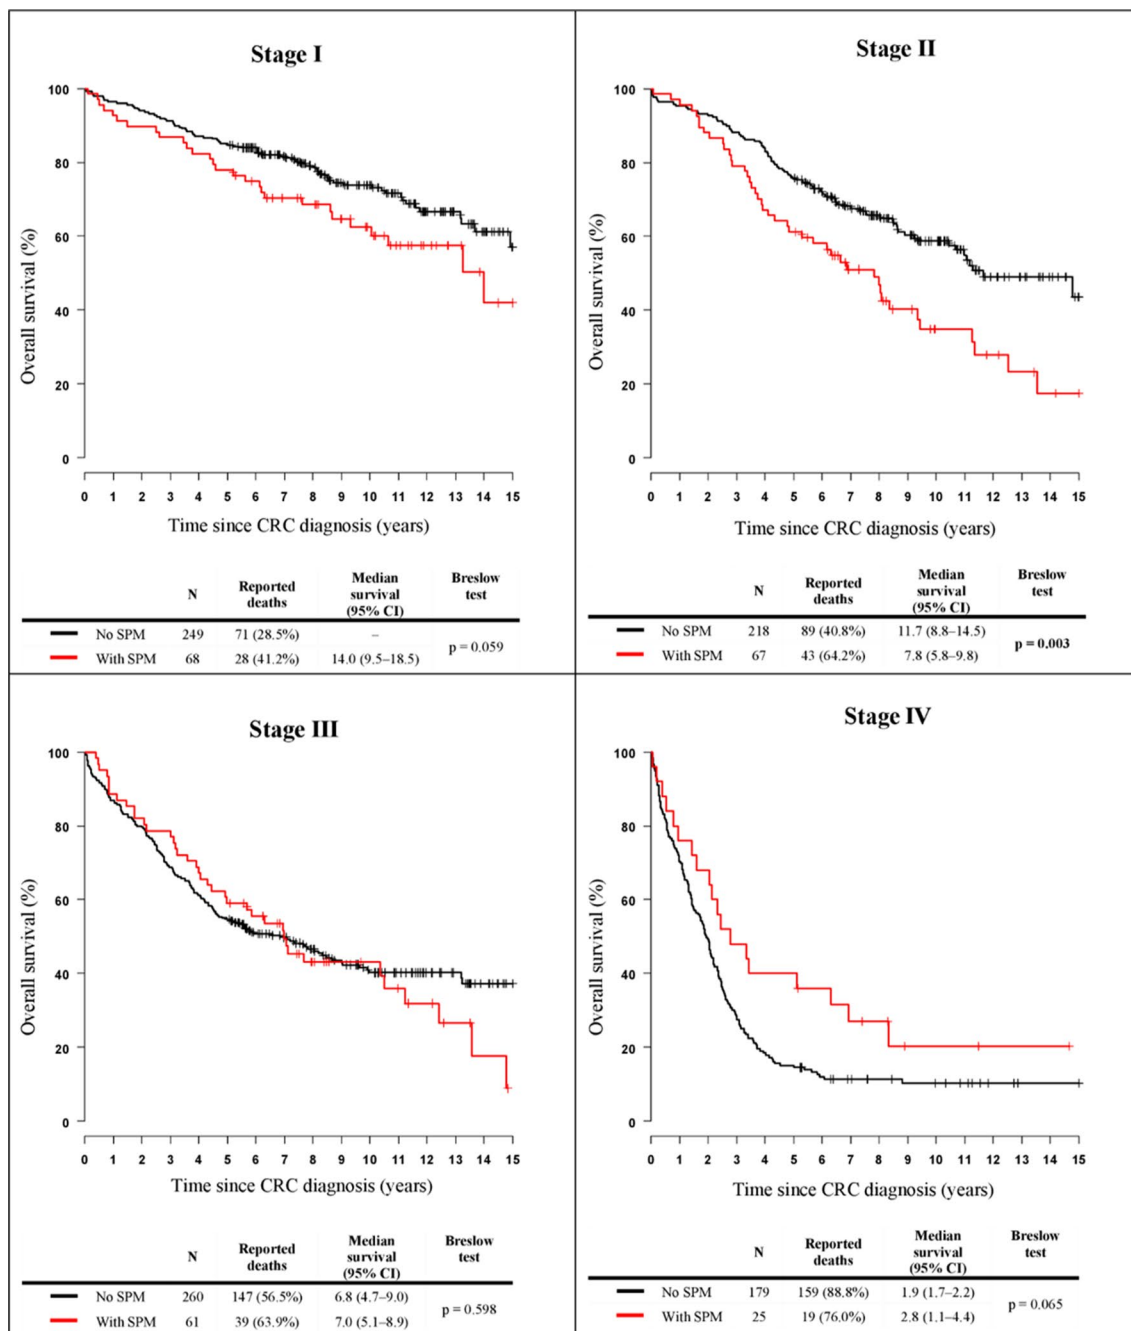 Stage I
Overall survival (%)
100
80
60
40
20
0
0 1 2 3 4 5 6 7 8 9 10 11 12 13 14 15
Time since CRC diagnosis (years)
N Reported deaths Median survival (95% CI) Breslow test
No SPM 249 71 (28.5%) –
With SPM 68 28 (41.2%) 14.0 (9.5–18.5)
p = 0.059
Stage II
Overall survival (%)
100
80
60
40
20
0
0 1 2 3 4 5 6 7 8 9 10 11 12 13 14 15
Time since CRC diagnosis (years)
N Reported deaths Median survival (95% CI) Breslow test
No SPM 218 89 (40.8%) 11.7 (8.8–14.5)
With SPM 67 43 (64.2%) 7.8 (5.8–9.8)
p = 0.003
Stage III
Overall survival (%)
100
80
60
40
20
0
0 1 2 3 4 5 6 7 8 9 10 11 12 13 14 15
Time since CRC diagnosis (years)
N Reported deaths Median survival (95% CI) Breslow test
No SPM 260 147 (56.5%) 6.8 (4.7–9.0)
With SPM 61 39 (63.9%) 7.0 (5.1–8.9)
p = 0.598
Stage IV
Overall survival (%)
100
80
60
40
20
0
0 1 2 3 4 5 6 7 8 9 10 11 12 13 14 15
Time since CRC diagnosis (years)
N Reported deaths Median survival (95% CI) Breslow test
No SPM 179 159 (88.8%) 1.9 (1.7–2.2)
With SPM 25 19 (76.0%) 2.8 (1.1–4.4)
p = 0.065